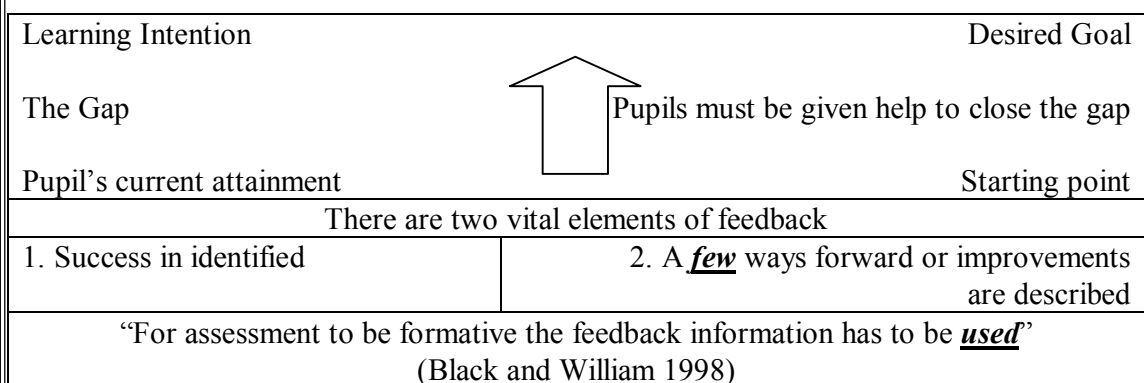 Learning Intention Desired Goal
The Gap Pupils must be given help to close the gap
Pupil's current attainment Starting point
There are two vital elements of feedback
1. Success in identified
2. A few ways forward or improvements
are described
“For assessment to be formative the feedback information has to be used”
(Black and William 1998)